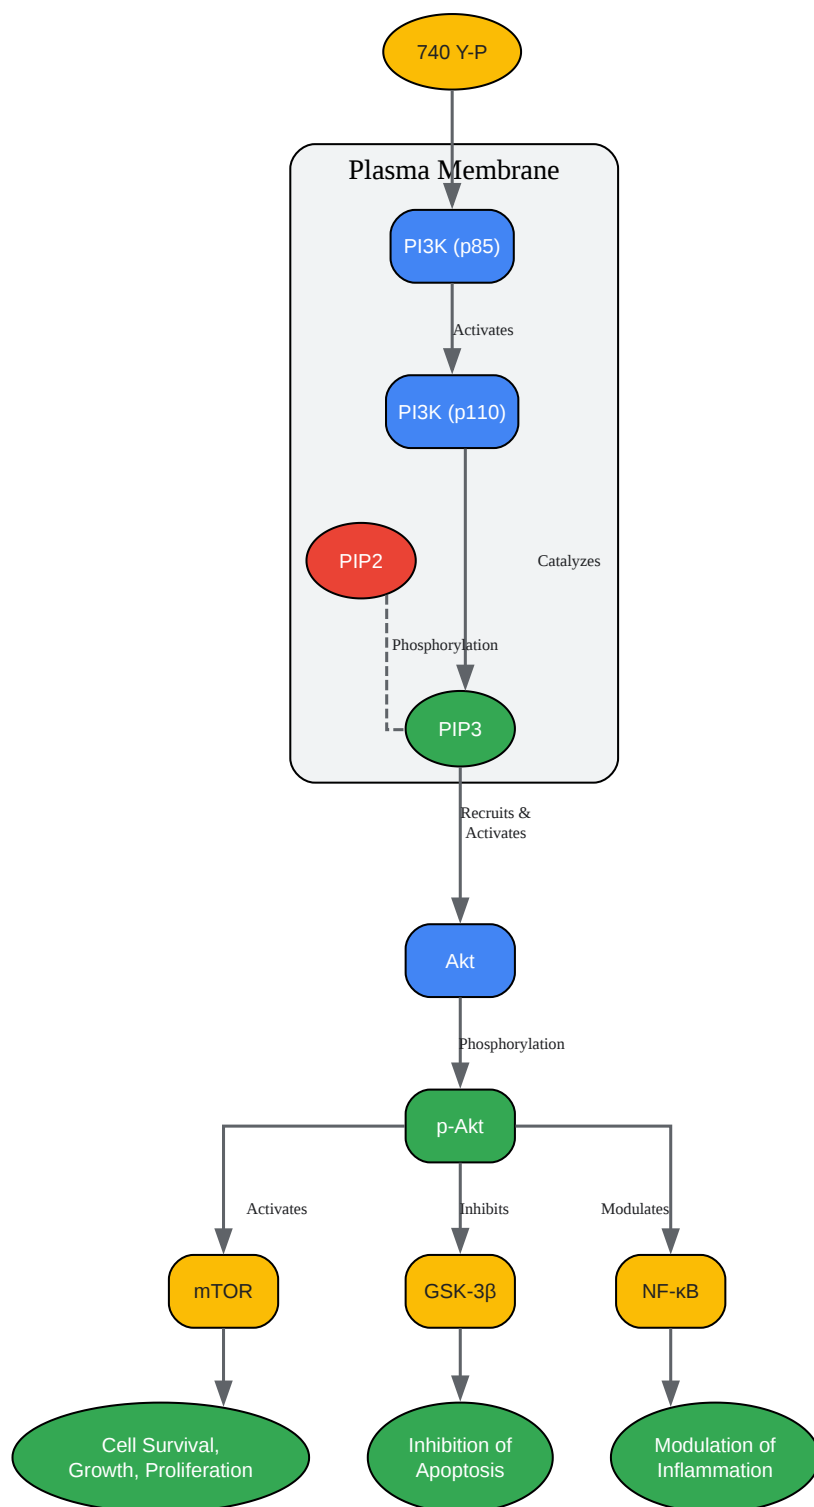 740 Y-P
Plasma Membrane
PI3K (p85)
Activates
PI3K (p110)
PIP2
Catalyzes
Phosphorylation
PIP3
Recruits &
Activates
Akt
Phosphorylation
p-Akt
Activates
Inhibits
Modulates
mTOR
GSK-3β
NF-κB
Cell Survival,
Growth, Proliferation
Inhibition of
Apoptosis
Modulation of
Inflammation